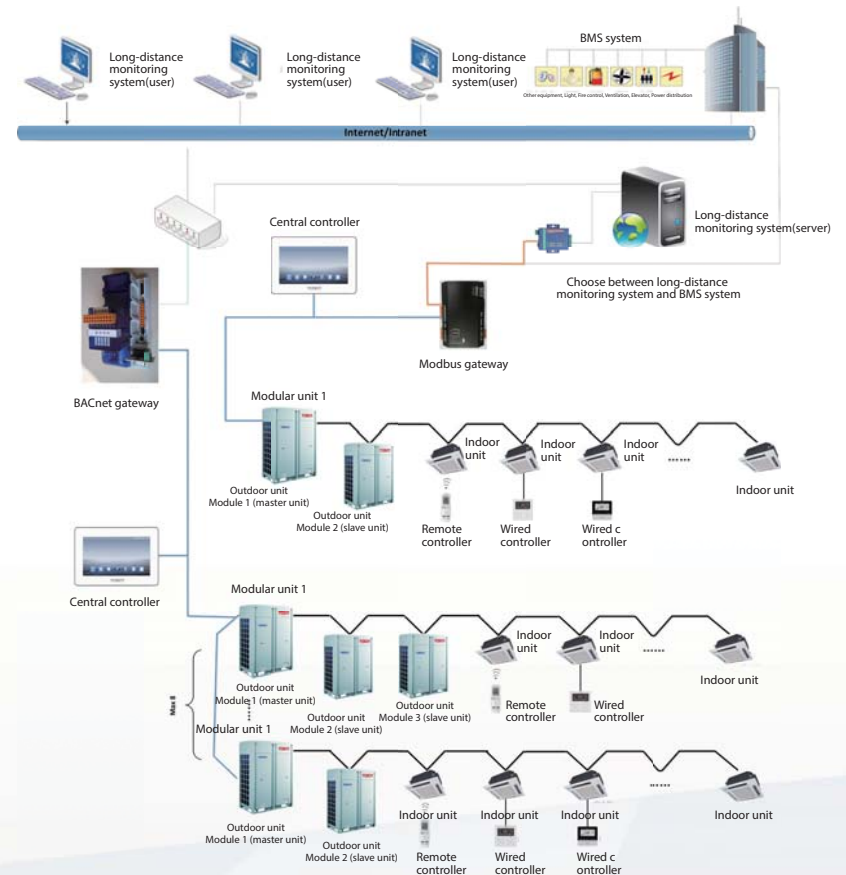 BMS system
Long-distance
monitoring
system(user)
Long-distance
monitoring
system(user)
Long-distance
monitoring
system(user)
Other equipment, Light, Fire control, Ventilation, Elevator, Power distribution
Internet/Intranet
Central controller
Long-distance
monitoring system(server)
Choose between long-distance
monitoring system and BMS system
Modbus gateway
BACnet gateway
Modular unit 1
Indoor
unit
Indoor
unit
Indoor
unit
......
Indoor unit
Outdoor unit
Module 1 (master unit)
Outdoor unit
Module 2 (slave unit)
Remote
controller
Wired
controller
Wired c
ontroller
Central controller
Modular unit 1
Indoor
unit
Indoor
unit
......
Indoor unit
Outdoor unit
Module 1 (master unit)
Outdoor unit
Module 2 (slave unit)
Outdoor unit
Module 3 (slave unit)
Remote
controller
Wired
controller
Max 8
Modular unit 1
Indoor unit
Indoor unit
Indoor unit
......
Indoor unit
Outdoor unit
Module 1 (master unit)
Outdoor unit
Module 2 (slave unit)
Remote
controller
Wired
controller
Wired c
ontroller